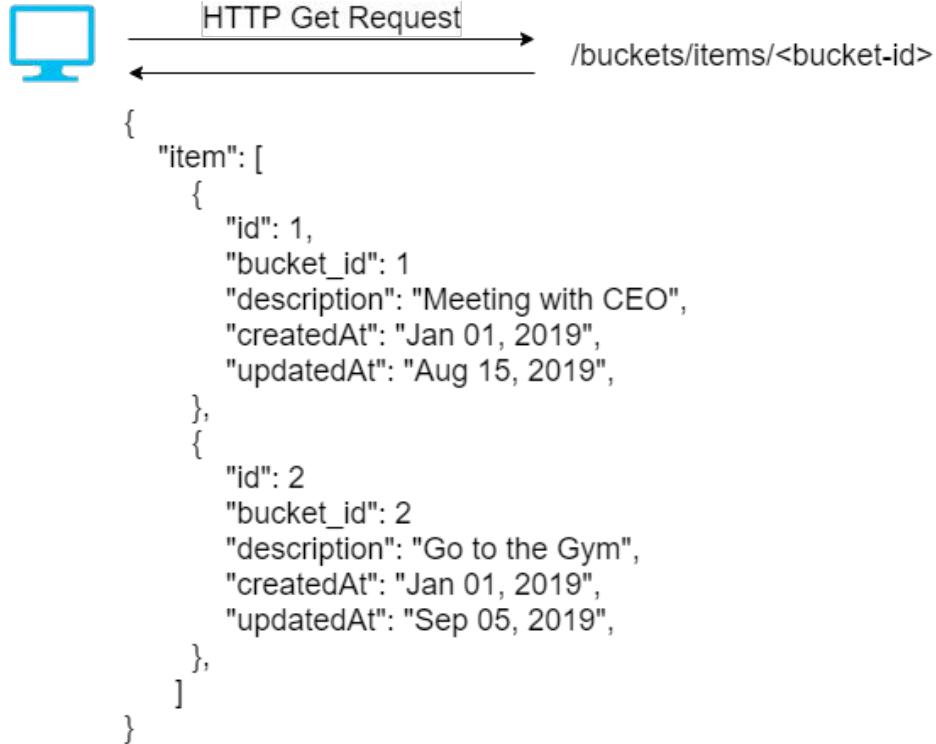 HTTP Get Request
/buckets/items/<bucket-id>
{
"item": [
{
"id": 1,
"bucket_id": 1
"description": "Meeting with CEO",
"createdAt": "Jan 01, 2019",
"updatedAt": "Aug 15, 2019",
},
{
"id": 2
"bucket_id": 2
"description": "Go to the Gym",
"createdAt": "Jan 01, 2019",
"updatedAt": "Sep 05, 2019",
},
]
}